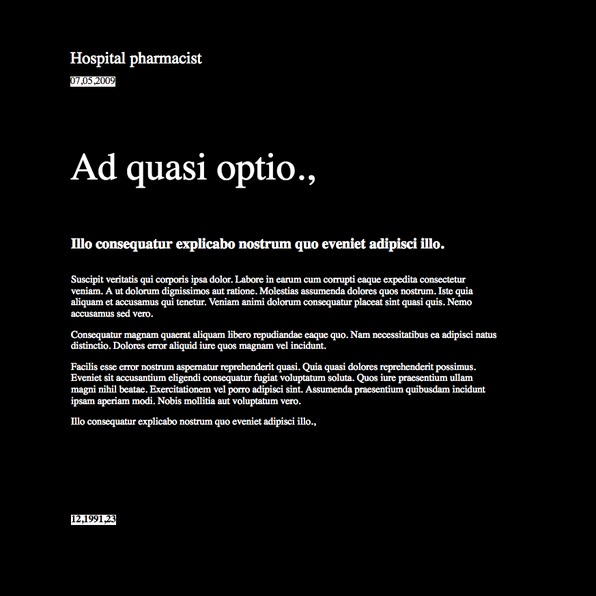 Hospital pharmacist
07,05,2009
Ad quasi optio.,
Illo consequatur explicabo nostrum quo eveniet adipisci illo.
Suscipit veritatis qui corporis ipsa dolor. Labore in earum cum corrupti eaque expedita consectetur
veniam. A ut dolorum dignissimos aut ratione. Molestias assumenda dolores quos nostrum. Iste quia
aliquam et accusamus qui tenetur. Veniam animi dolorum consequatur placeat sint quasi quis. Nemo
accusamus sed vero.
Consequatur magnam quaerat aliquam libero repudiandae eaque quo. Nam necessitatibus ea adipisci natus
distinctio. Dolores error aliquid iure quos magnam vel incidunt.
Facilis esse error nostrum aspernatur reprehenderit quasi. Quia quasi dolores reprehenderit possimus.
Eveniet sit accusantium eligendi consequatur fugiat voluptatum soluta. Quos iure praesentium ullam
magni nihil beatae. Exercitationem vel porro adipisci sint. Assumenda praesentium quibusdam incidunt
ipsam aperiam modi. Nobis mollitia aut voluptatum vero.
Illo consequatur explicabo nostrum quo eveniet adipisci illo.,
12,1991,23